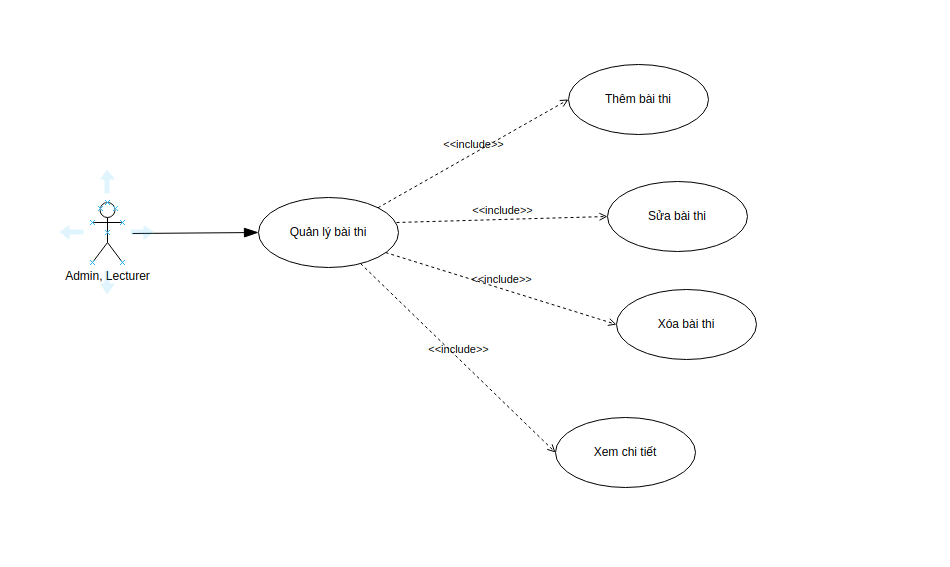 Thêm bài thi
<<include>>
<<include>>
Sửa bài thi
Quản lý bài thi
Admin, Lecturer
<<include>>
Xóa bài thi
<<include>>
Xem chi tiết